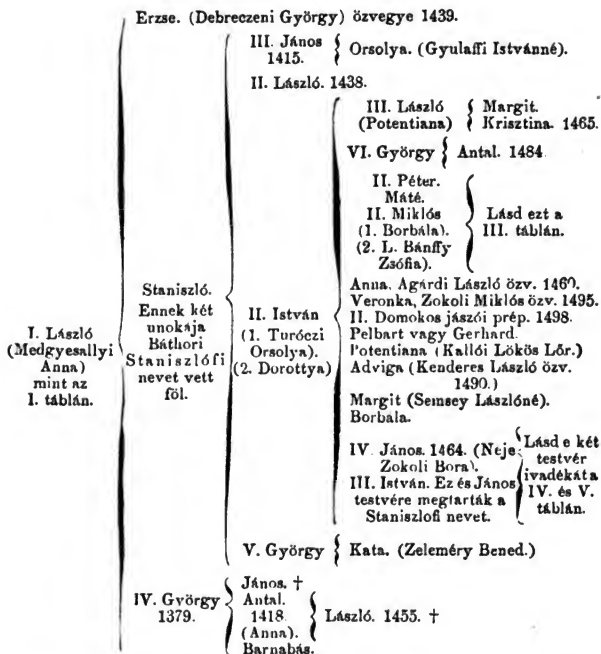 Erzse. (Debreczeni György) özvegye 1439.
III. János
1415.
Orsolya. (Gyulaffi Istvánné).
II. László. 1438.
III. László
(Potentiana)
Margit.
Krisztina. 1465.
VI. György
Antal. 1484
II. Péter.
Máté.
II. Miklós
(1. Borbála).
(2. L. Bánffy
Zsófia).
Lásd ezt a
III. táblán.
I. László
(Medgyesallyi
Anna)
mint az
I. táblán.
Staniszló.
Ennek két
unokája
Báthori
Staniszlófi
nevet vett
föl.
II. István
(1. Turóczi
Orsolya).
(2. Dorottya)
Anna. Agárdi László özv. 1460.
Veronka, Zokoli Miklós özv. 1495.
II. Domokos jászói prép. 1498.
Pelbart vagy Gerhard.
Potentiana (Kallói Lökös Lőr.)
Adviga (Kenderes László özv.
1490.)
Margit (Semsey Lászlóné).
Borbala.
IV. János. 1464. (Neje
Zokoli Bora).
III. István. Ez és János
testvére megtarták a
Staniszlofi nevet.
Lásd e két
testvér
ivadékát a
IV. és V.
táblán.
V. György
Kata. (Zeleméry Bened.)
IV. György
1379.
János. †
Antal.
1418
(Anna).
Barnabás.
László. 1455. †